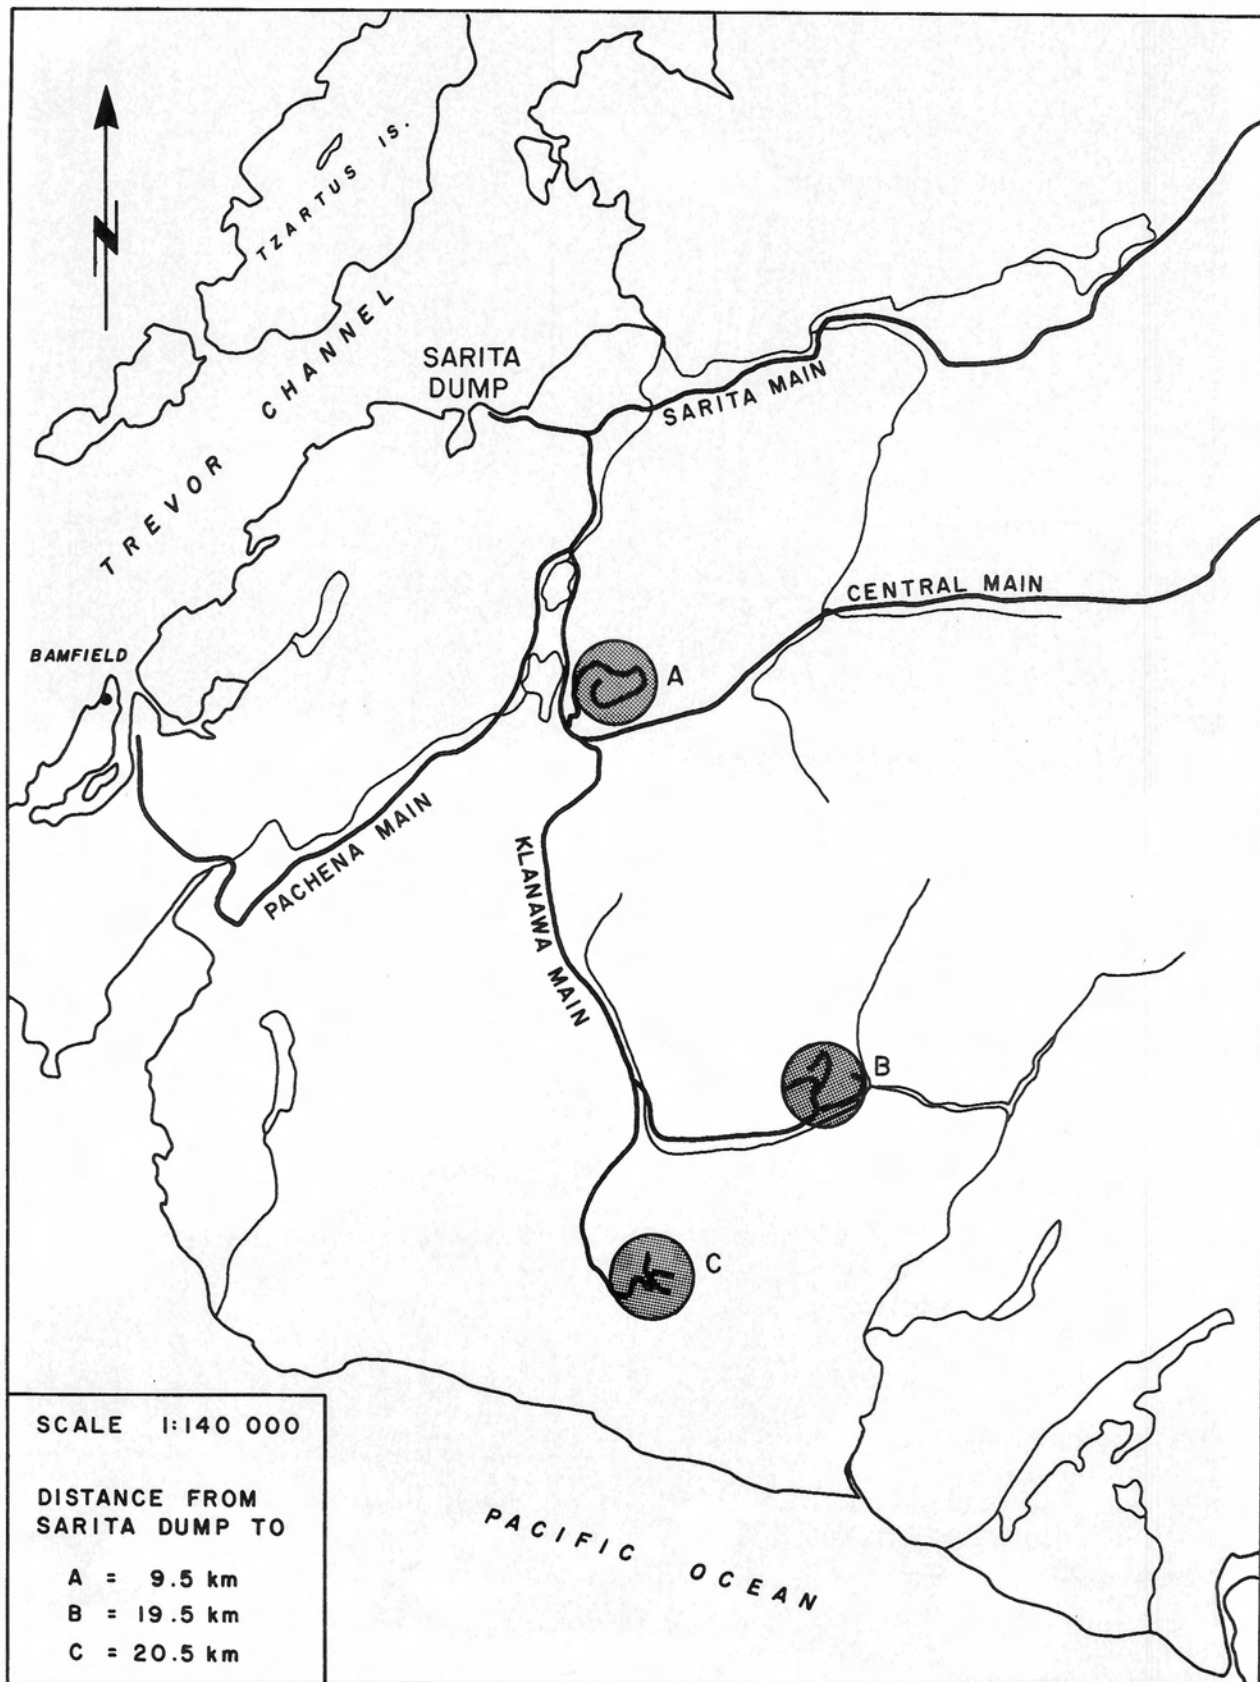 N
TZARTUS IS.
TREVOR CHANNEL
SARITA
DUMP
SARITA MAIN
CENTRAL MAIN
BAMFIELD
A
PACHENA MAIN
KLANAWA MAIN
B
C
SCALE 1:140 000
DISTANCE FROM
SARITA DUMP TO
A = 9.5 km
B = 19.5 km
C = 20.5 km
PACIFIC OCEAN